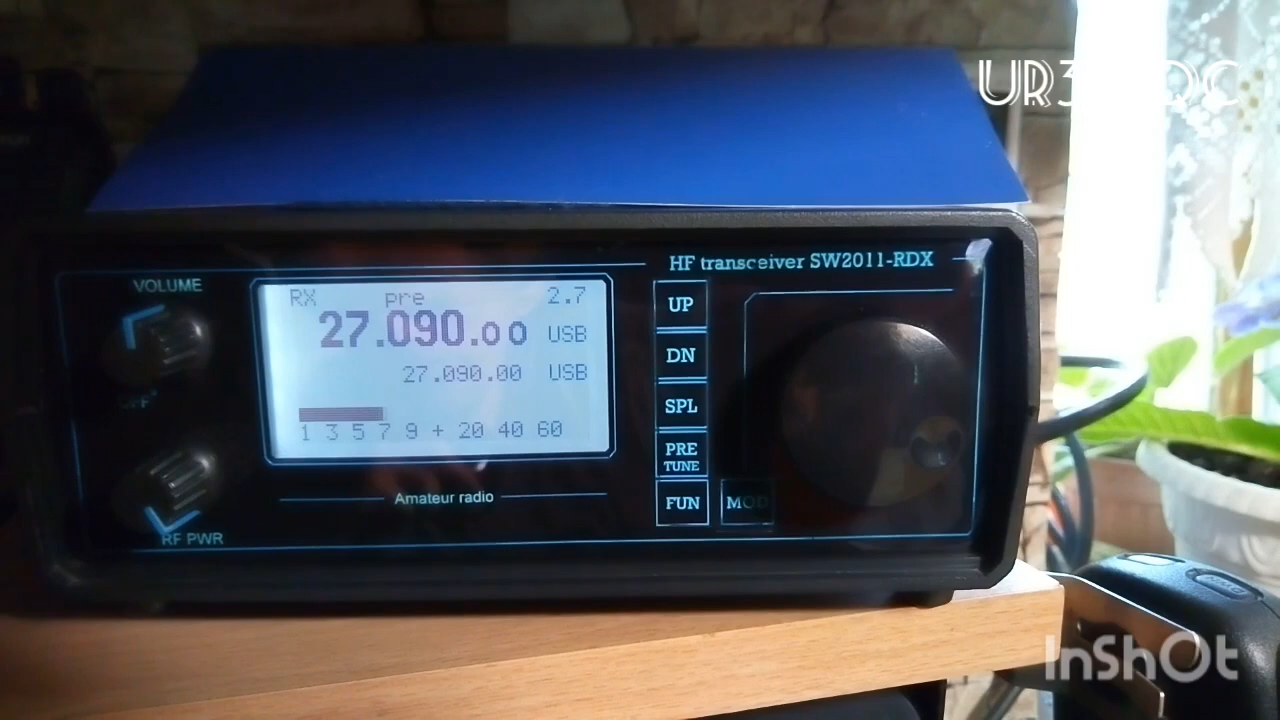 HF transceiver SW2011-RDX
VOLUME
OFF
RF PWR
RX pre 2.7
27.090.00 USB
27.090.00 USB
1 3 5 7 9 + 20 40 60
Amateur radio
UP
DN
SPL
PRE
TUNE
FUN
MOD
InShOt